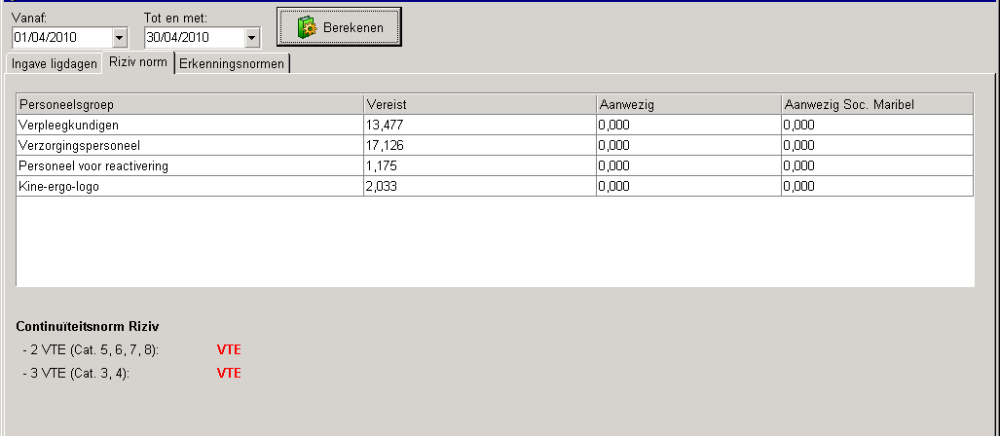 Vanaf: Tot en met:
01/04/2010 30/04/2010 Berekenen
Ingave ligdagen Riziv norm Erkenningsnormen
Personeelsgroep Vereist Aanwezig Aanwezig Soc. Maribel
Verpleegkundigen 13,477 0,000 0,000
Verzorgingspersoneel 17,126 0,000 0,000
Personeel voor reactivering 1,175 0,000 0,000
Kine-ergo-logo 2,033 0,000 0,000
Continuïteitsnorm Riziv
- 2 VTE (Cat. 5, 6, 7, 8): VTE
- 3 VTE (Cat. 3, 4): VTE